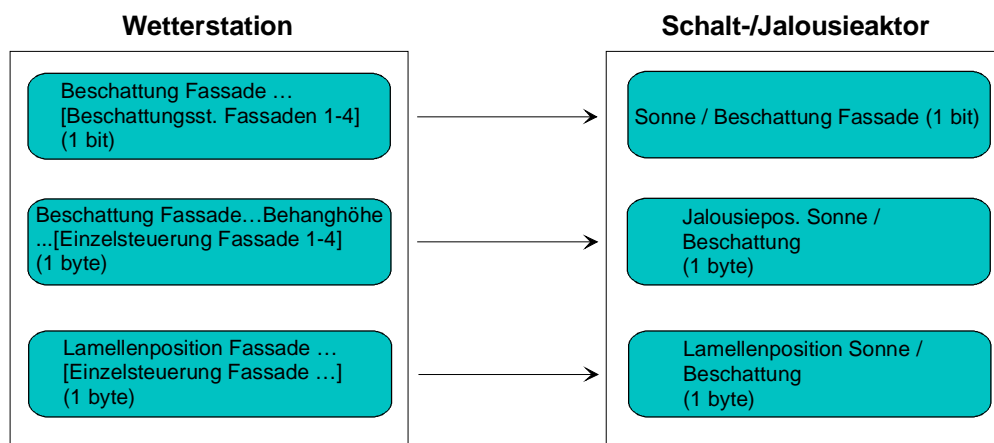 Wetterstation
Schalt-/Jalousieaktor
Beschattung Fassade …
[Beschattungsst. Fassaden 1-4]
(1 bit)
Sonne / Beschattung Fassade (1 bit)
Beschattung Fassade…Behanghöhe
...[Einzelsteuerung Fassade 1-4]
(1 byte)
Jalousiepos. Sonne /
Beschattung
(1 byte)
Lamellenposition Fassade …
[Einzelsteuerung Fassade …]
(1 byte)
Lamellenposition Sonne /
Beschattung
(1 byte)